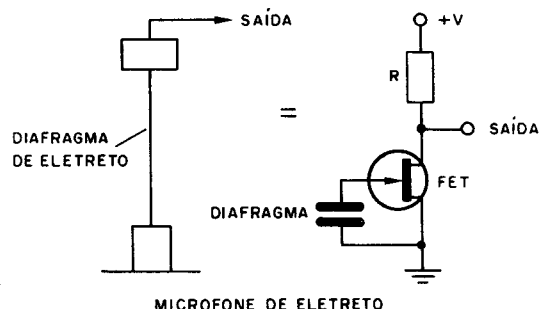 SAÍDA
DIAFRAGMA
DE ELETRETO
=
+V
R
SAÍDA
FET
DIAFRAGMA
MICROFONE DE ELETRETO